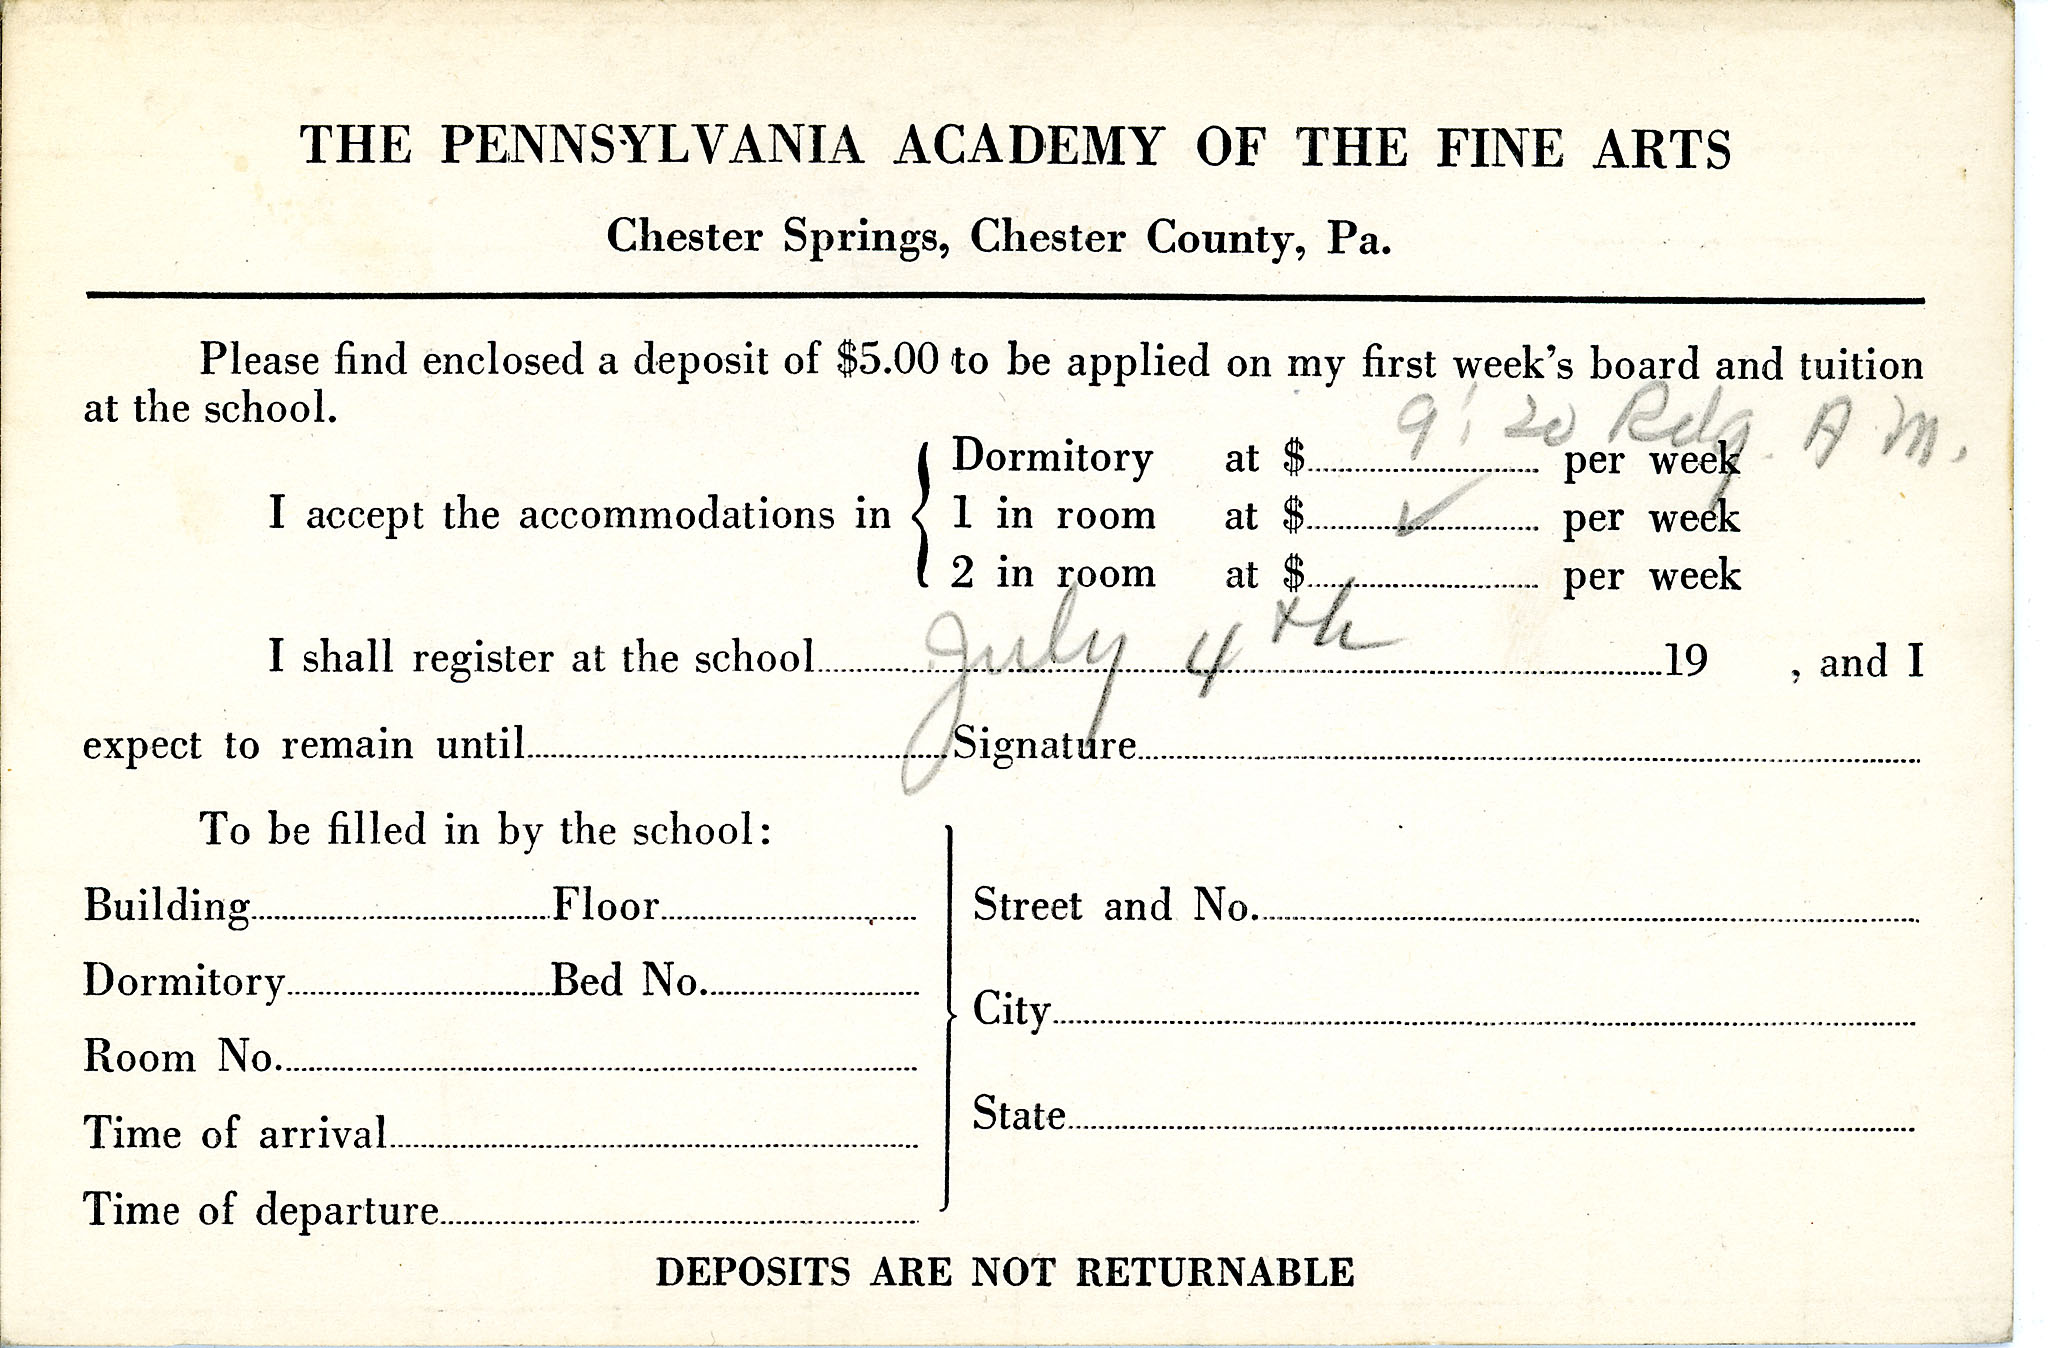 THE PENNSYLVANIA ACADEMY OF THE FINE ARTS
Chester Springs, Chester County, Pa.
Please find enclosed a deposit of $5.00 to be applied on my first week's board and tuition
at the school.
9:20 Rdg. A.M.
I accept the accommodations in { Dormitory at $ per week
1 in room at $ ✓ per week
2 in room at $ per week
I shall register at the school July 4th 19 , and I
expect to remain until Signature
To be filled in by the school:
Building Floor
Dormitory Bed No.
Room No.
Time of arrival
Time of departure
Street and No.
City
State
DEPOSITS ARE NOT RETURNABLE